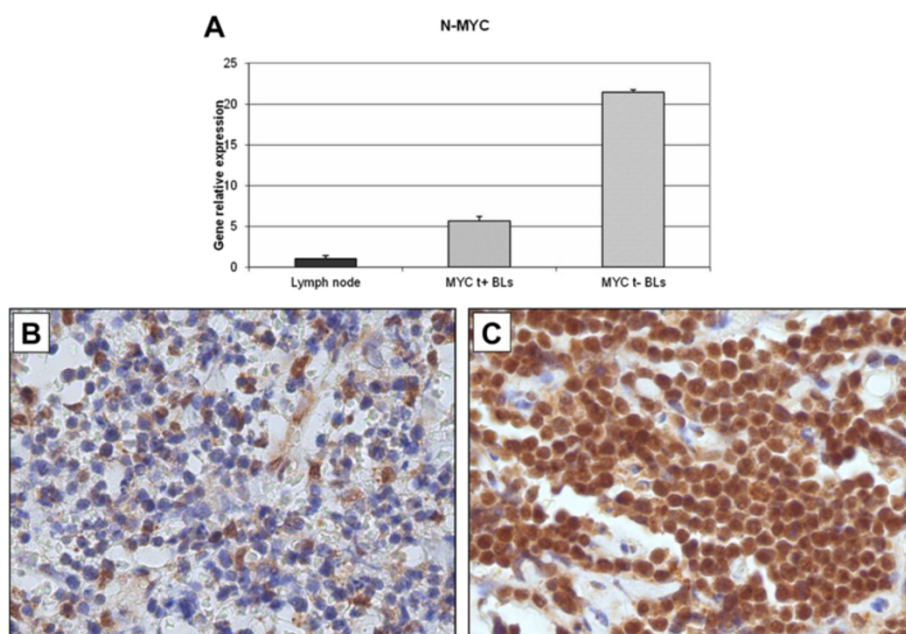 A
N-MYC
Gene relative expression
25
20
15
10
5
0
Lymph node
MYC t+ BLs
MYC t- BLs
B
C